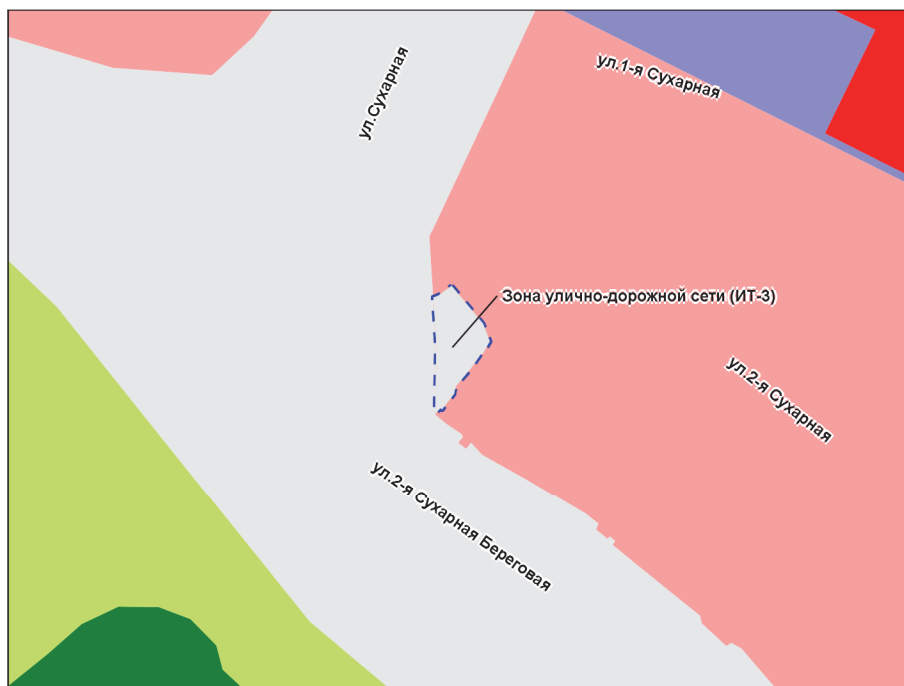 ул.Сухарная
ул.1-я Сухарная
Зона улично-дорожной сети (ИТ-3)
ул.2-я Сухарная
ул.2-я Сухарная Береговая